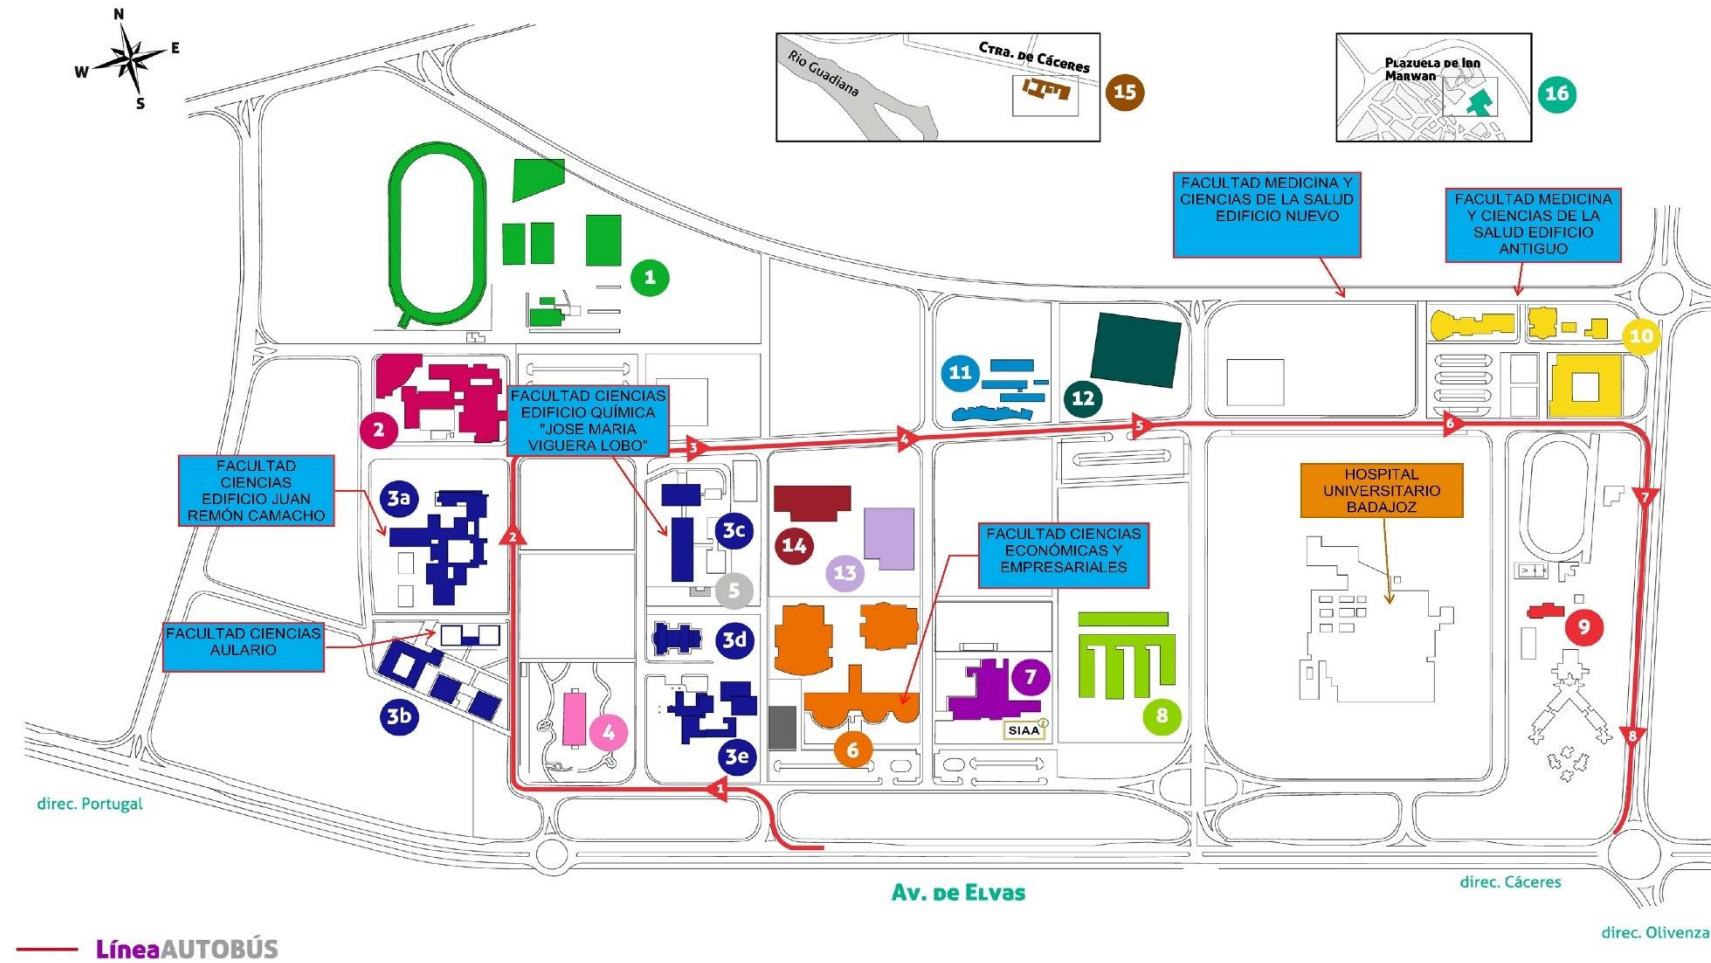 N
W
E
S
Rio Guadiana
Ctra. de Cáceres
15
Plazuela de Ibn
Marwan
16
FACULTAD MEDICINA Y
CIENCIAS DE LA SALUD
EDIFICIO NUEVO
FACULTAD MEDICINA
Y CIENCIAS DE LA
SALUD EDIFICIO
ANTIGUO
1
10
11
12
2
FACULTAD CIENCIAS
EDIFICIO QUÍMICA
"JOSE MARIA
VIGUERA LOBO"
3
4
5
6
FACULTAD
CIENCIAS
EDIFICIO JUAN
REMÓN CAMACHO
3a
2
3c
14
13
5
FACULTAD CIENCIAS
ECONÓMICAS Y
EMPRESARIALES
HOSPITAL
UNIVERSITARIO
BADAJOZ
7
9
FACULTAD CIENCIAS
AULARIO
3d
3b
4
3e
6
7
SIAA
i
8
8
1
direc. Portugal
Av. de Elvas
direc. Cáceres
direc. Olivenza
LíneaAUTOBÚS